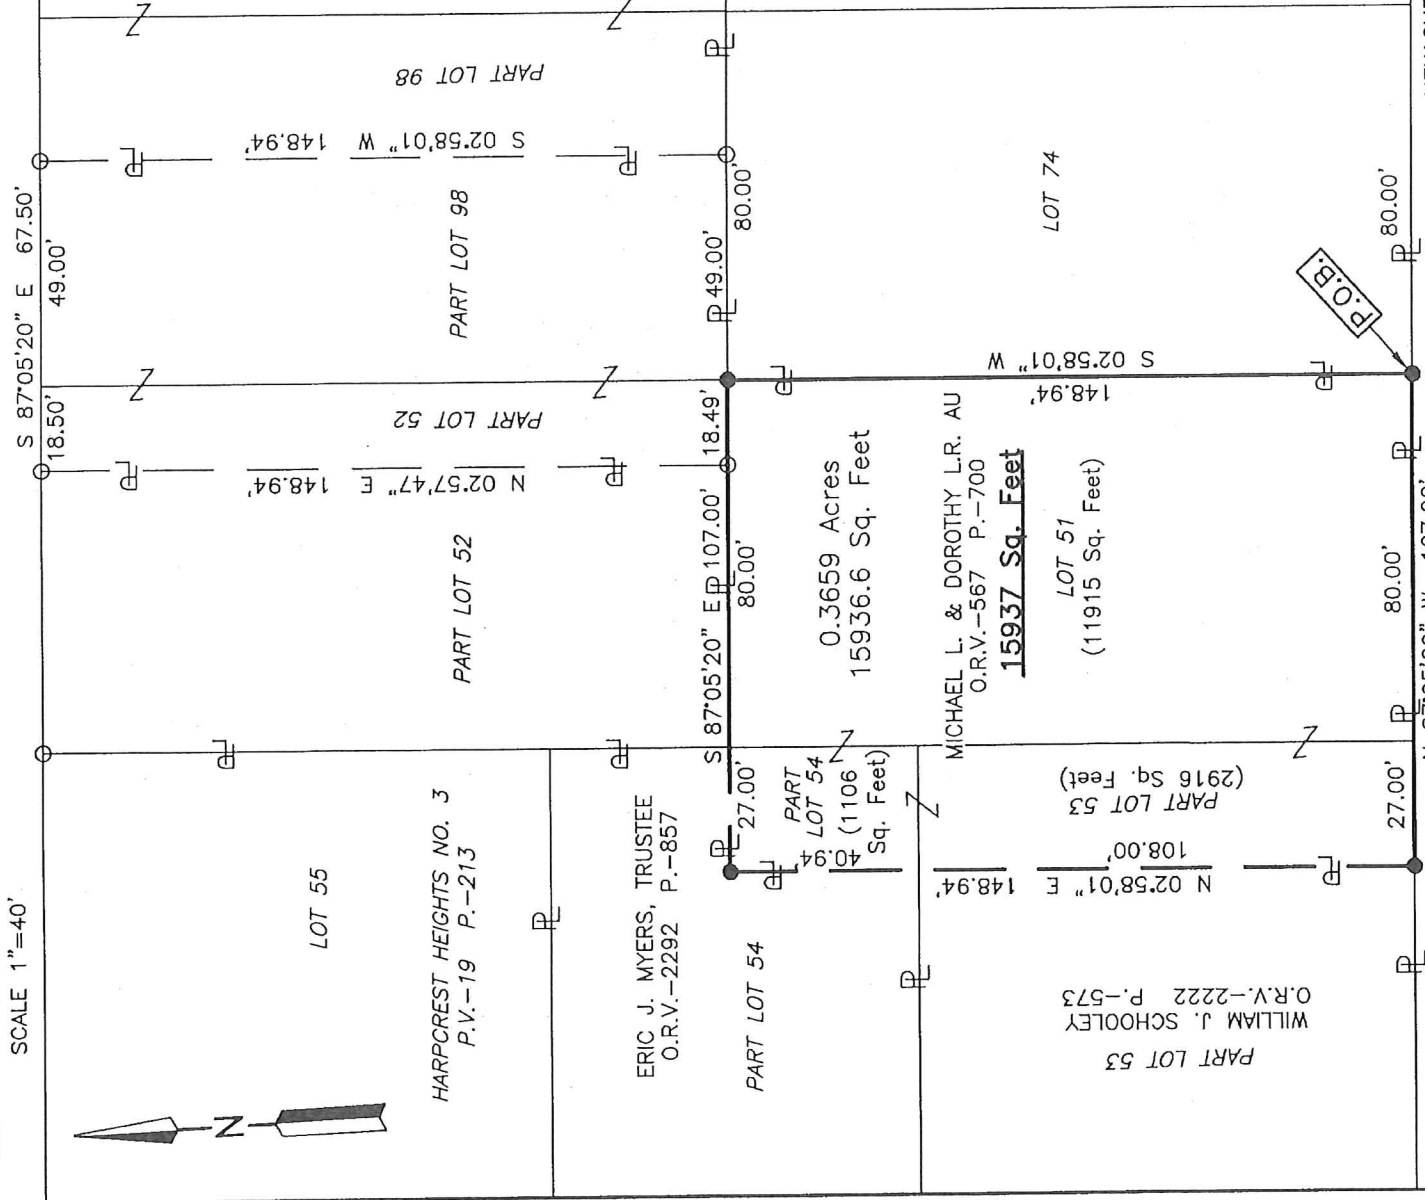 SCALE 1"=40'
S 87°05'20" E 67.50'
18.50'
49.00'
LOT 55
HARPCREST HEIGHTS NO. 3
P.V.-19 P.-213
PART LOT 52
N 02°57'47" E 148.94'
PART LOT 52
PART LOT 98
S 02°58'01" W 148.94'
PART LOT 98
ERIC J. MYERS, TRUSTEE
O.R.V.-2292 P.-857
PART LOT 54
27.00'
S 87°05'20" E 107.00'
80.00'
18.49'
49.00'
80.00'
PART
LOT 54
(1106
Sq. Feet)
40.94'
0.3659 Acres
15936.6 Sq. Feet
MICHAEL L. & DOROTHY L.R. AU
O.R.V.-567 P.-700
15937 Sq. Feet
LOT 51
(11915 Sq. Feet)
148.94'
S 02°58'01" W
LOT 74
N 02°58'01" E 148.94'
108.00'
PART LOT 53
(2916 Sq. Feet)
WILLIAM J. SCHOOLEY
O.R.V.-2222 P.-573
PART LOT 53
P.O.B.
27.00'
80.00'
80.00'
N